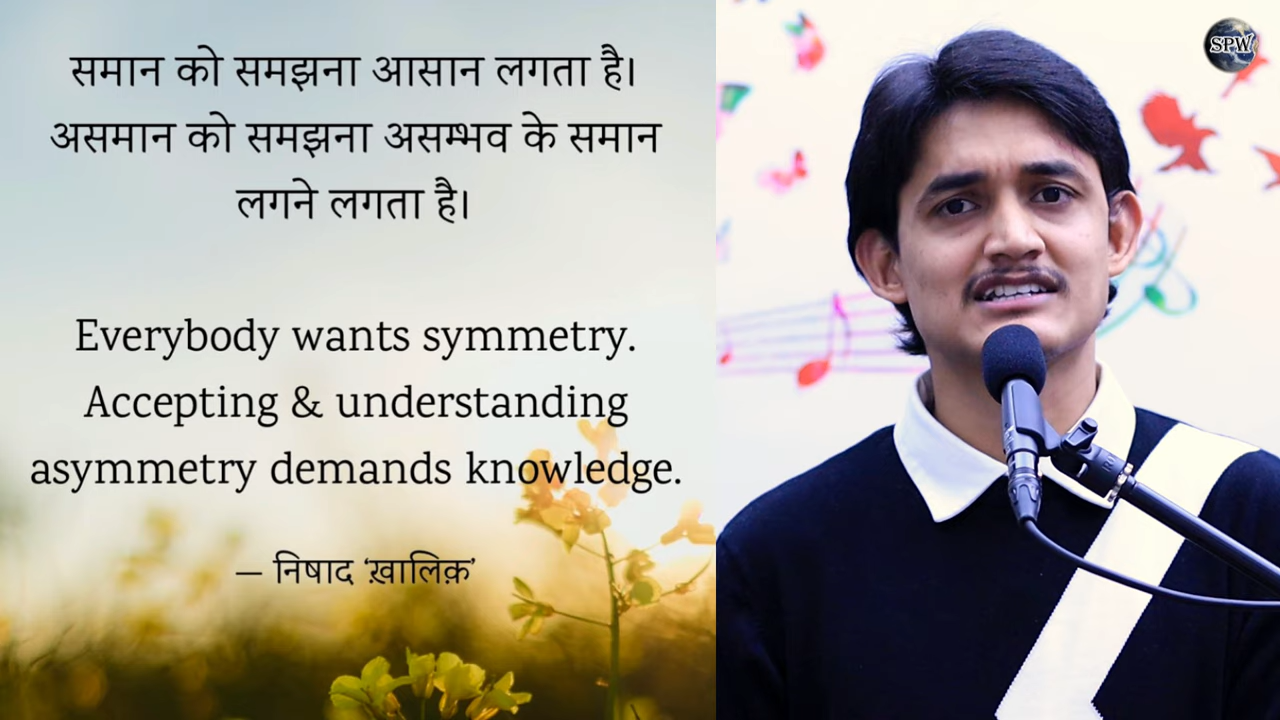 समान को समझना आसान लगता है।
असमान को समझना असम्भव के समान
लगने लगता है।
Everybody wants symmetry.
Accepting & understanding
asymmetry demands knowledge.
— निषाद ‘ख़ालिक़’
SPW